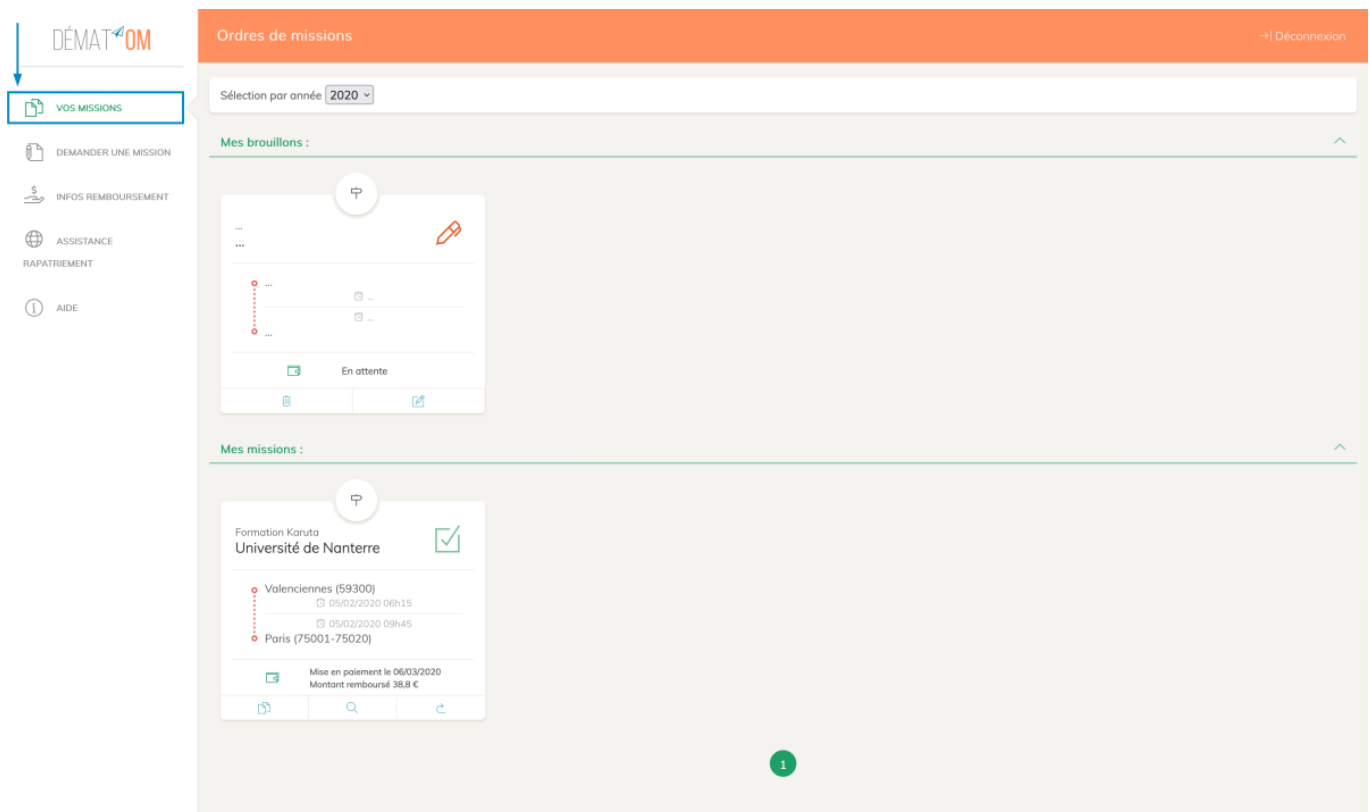 DÉMAT OM
VOS MISSIONS
DEMANDER UNE MISSION
INFOS REMBOURSEMENT
ASSISTANCE
RAPATRIEMENT
AIDE
Ordres de missions
Déconnexion
Sélection par année 2020
Mes brouillons :
...
...
...
...
...
...
En attente
Mes missions :
Formation Karuta
Université de Nanterre
Valenciennes (59300)
05/02/2020 06h15
05/02/2020 09h45
Paris (75001-75020)
Mise en paiement le 06/03/2020
Montant remboursé 38,8 €
1